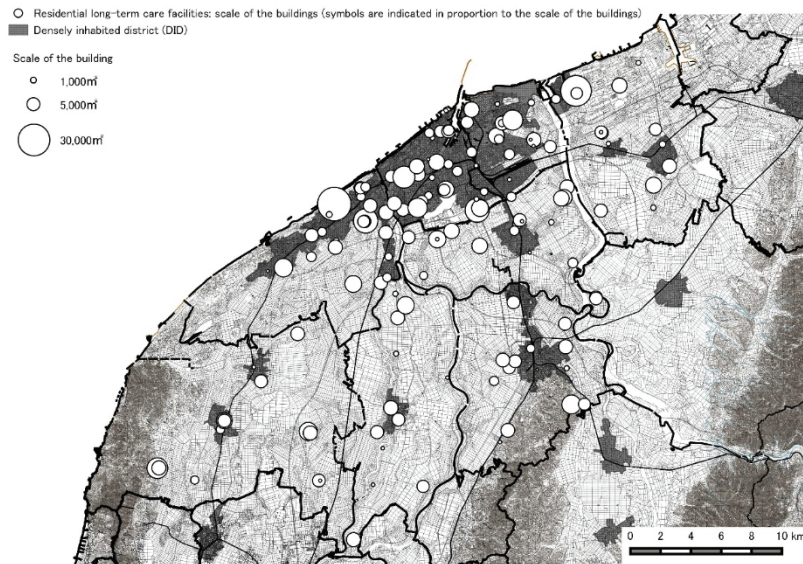 Residential long-term care facilities: scale of the buildings (symbols are indicated in proportion to the scale of the buildings)
Densely inhabited district (DID)
Scale of the building
1,000㎡
5,000㎡
30,000㎡
0 2 4 6 8 10 km